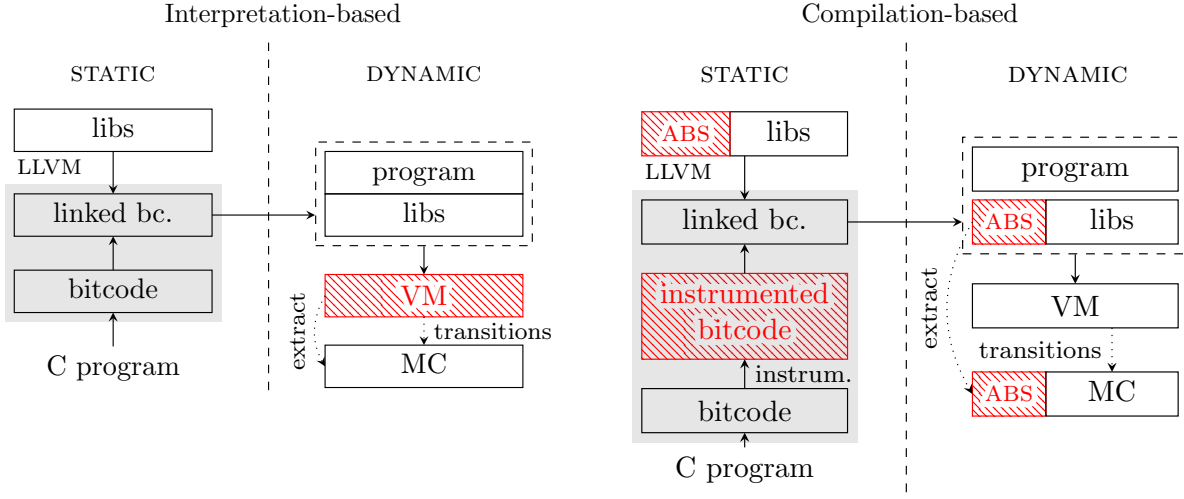 Interpretation-based
STATIC
DYNAMIC
libs
LLVM
linked bc.
bitcode
C program
program
libs
VM
extract
transitions
MC
Compilation-based
STATIC
DYNAMIC
ABS
libs
LLVM
linked bc.
instrumented
bitcode
instrum.
bitcode
C program
program
ABS
libs
extract
VM
transitions
ABS
MC